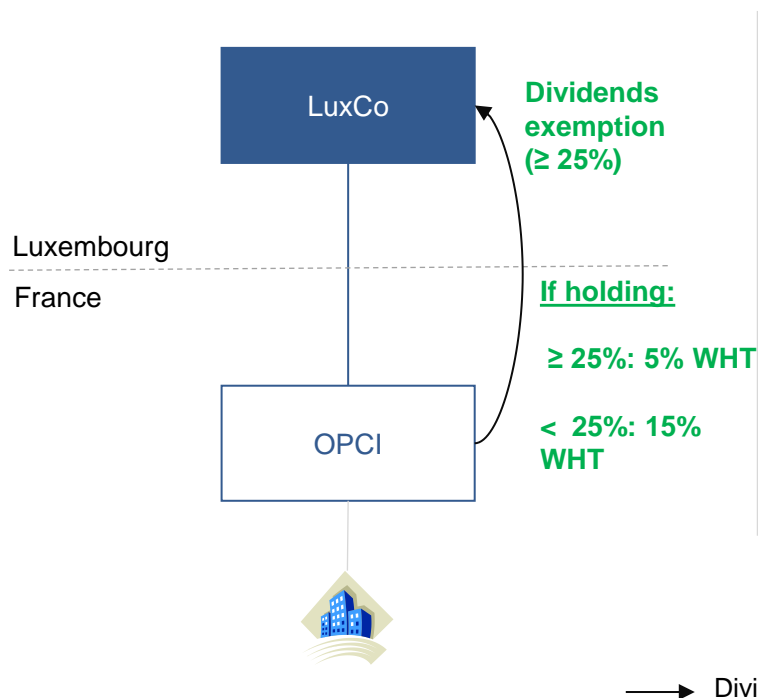 LuxCo
Dividends
exemption
(≥ 25%)
Luxembourg
France
If holding:
≥ 25%: 5% WHT
OPCI
< 25%: 15%
WHT
Divi